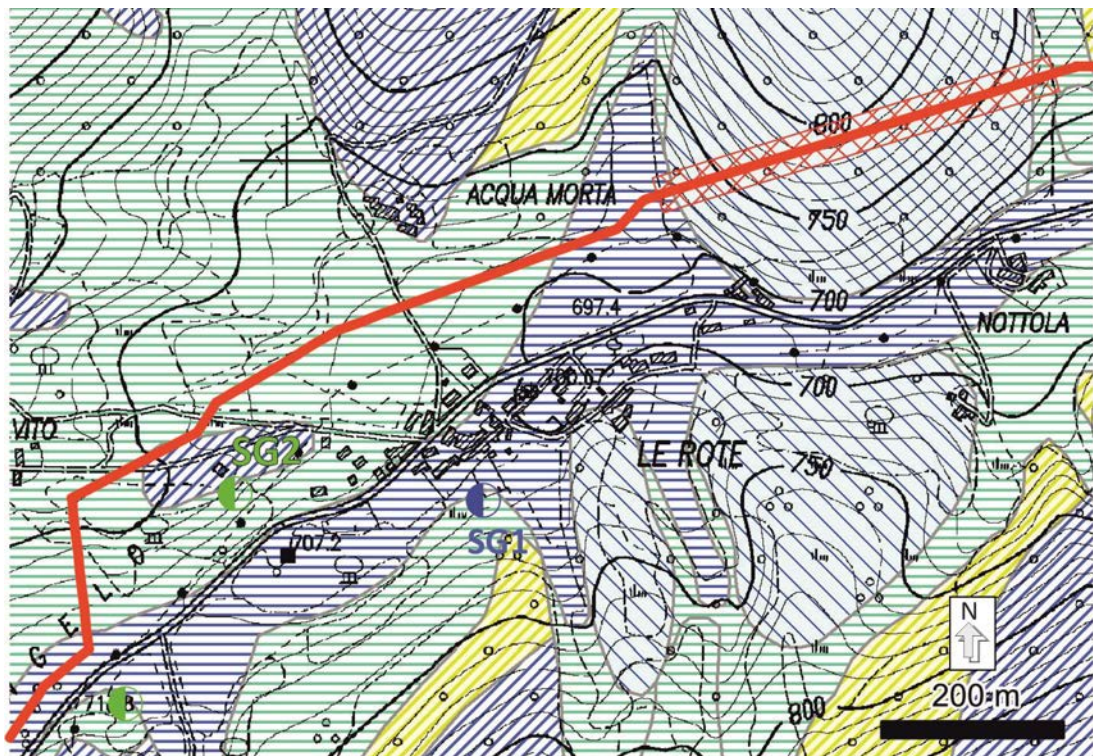 800
ACQUA MORTA
750
697.4
700
NOTTOLA
700
VITO
SG2
LE ROTE
750
SG1
707.2
G E L I O
N
200 m
800